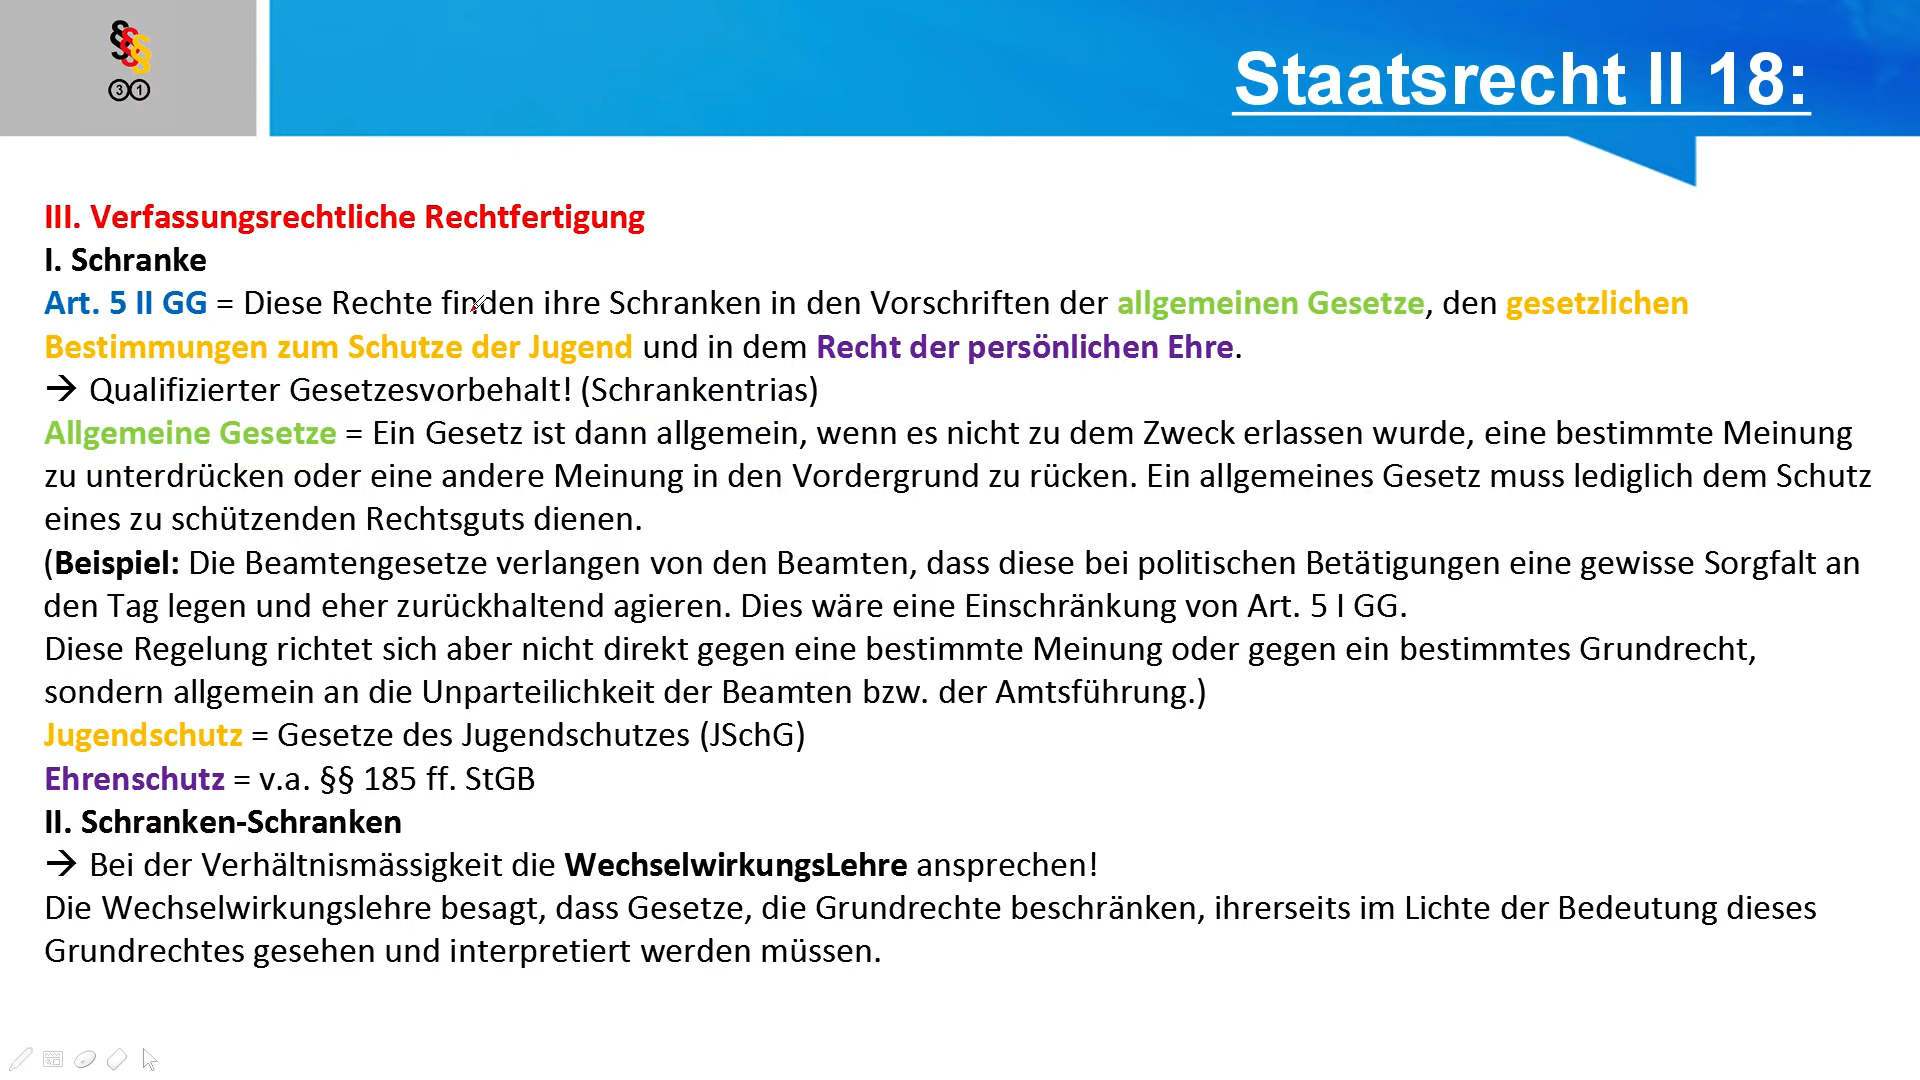 §§§
31
Staatsrecht II 18:
III. Verfassungsrechtliche Rechtfertigung
I. Schranke
Art. 5 II GG = Diese Rechte finden ihre Schranken in den Vorschriften der allgemeinen Gesetze, den gesetzlichen
Bestimmungen zum Schutze der Jugend und in dem Recht der persönlichen Ehre.
→ Qualifizierter Gesetzesvorbehalt! (Schrankentrias)
Allgemeine Gesetze = Ein Gesetz ist dann allgemein, wenn es nicht zu dem Zweck erlassen wurde, eine bestimmte Meinung
zu unterdrücken oder eine andere Meinung in den Vordergrund zu rücken. Ein allgemeines Gesetz muss lediglich dem Schutz
eines zu schützenden Rechtsguts dienen.
(Beispiel: Die Beamtengesetze verlangen von den Beamten, dass diese bei politischen Betätigungen eine gewisse Sorgfalt an
den Tag legen und eher zurückhaltend agieren. Dies wäre eine Einschränkung von Art. 5 I GG.
Diese Regelung richtet sich aber nicht direkt gegen eine bestimmte Meinung oder gegen ein bestimmtes Grundrecht,
sondern allgemein an die Unparteilichkeit der Beamten bzw. der Amtsführung.)
Jugendschutz = Gesetze des Jugendschutzes (JSchG)
Ehrenschutz = v.a. §§ 185 ff. StGB
II. Schranken-Schranken
→ Bei der Verhältnismässigkeit die WechselwirkungsLehre ansprechen!
Die Wechselwirkungslehre besagt, dass Gesetze, die Grundrechte beschränken, ihrerseits im Lichte der Bedeutung dieses
Grundrechtes gesehen und interpretiert werden müssen.